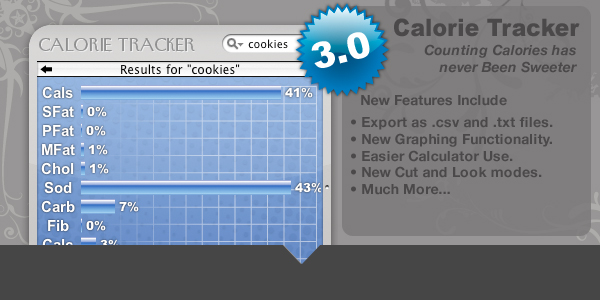 CALORIE TRACKER
cookies
Results for "cookies"
Cals 41%
SFat 0%
PFat 0%
MFat 1%
Chol 1%
Sod 43%
Carb 7%
Fib 0%
Calc 3%
3.0
Calorie Tracker
Counting Calories has
never Been Sweeter
New Features Include
• Export as .csv and .txt files.
• New Graphing Functionality.
• Easier Calculator Use.
• New Cut and Look modes.
• Much More...